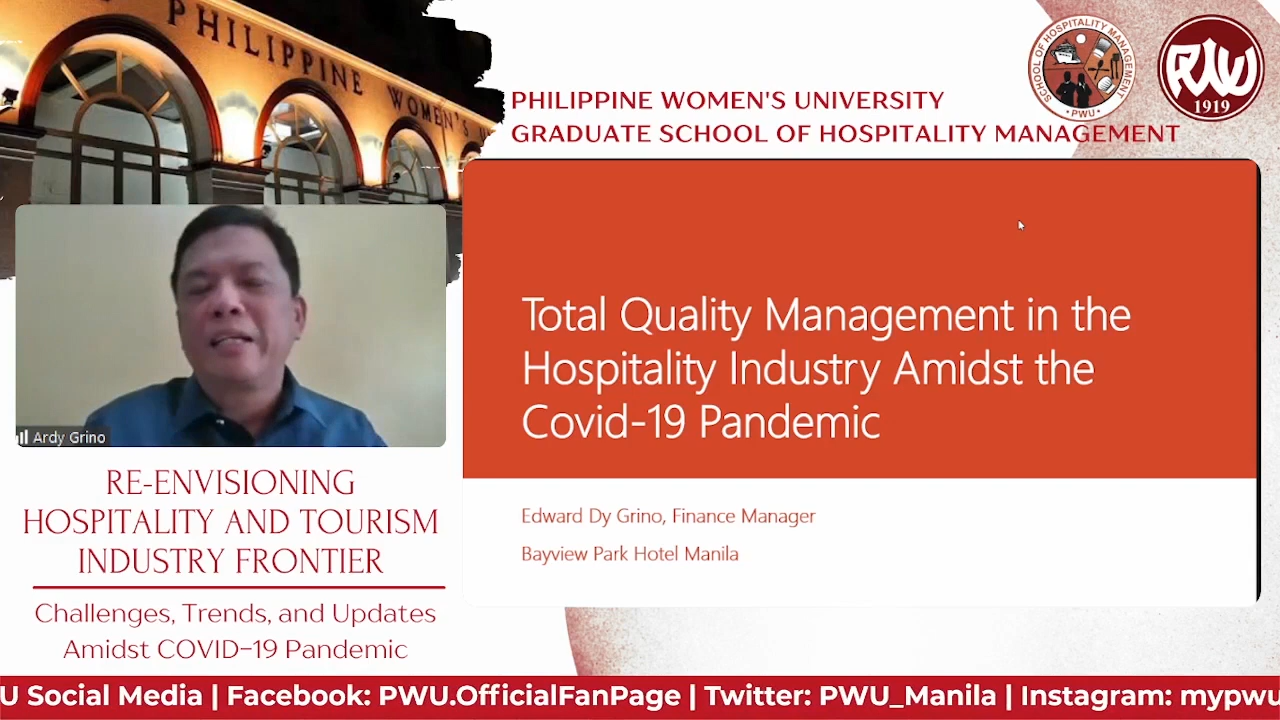 PHILIPPINE WOMEN'S U
SCHOOL OF HOSPITALITY MANAGEMENT
PWU
PWU
1919
PHILIPPINE WOMEN'S UNIVERSITY
GRADUATE SCHOOL OF HOSPITALITY MANAGEMENT
Total Quality Management in the
Hospitality Industry Amidst the
Covid-19 Pandemic
Edward Dy Grino, Finance Manager
Bayview Park Hotel Manila
Ardy Grino
RE-ENVISIONING
HOSPITALITY AND TOURISM
INDUSTRY FRONTIER
Challenges, Trends, and Updates
Amidst COVID-19 Pandemic
U Social Media | Facebook: PWU.OfficialFanPage | Twitter: PWU_Manila | Instagram: mypwu